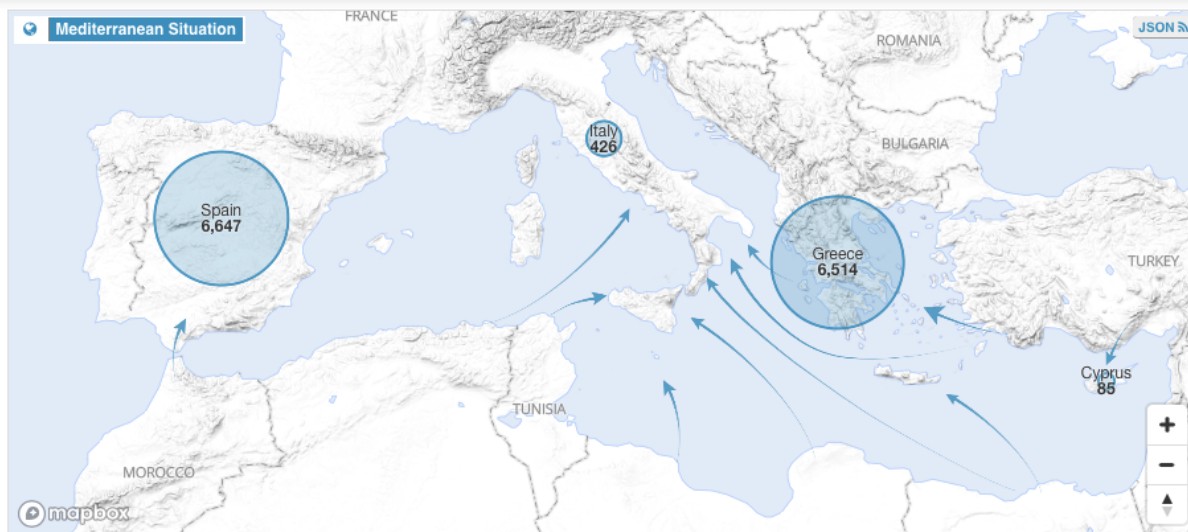 FRANCE
Mediterranean Situation
JSON
ROMANIA
Italy
426
BULGARIA
Spain
6,647
Greece
6,514
TURKEY
Cyprus
85
TUNISIA
MOROCCO
+
−
mapbox